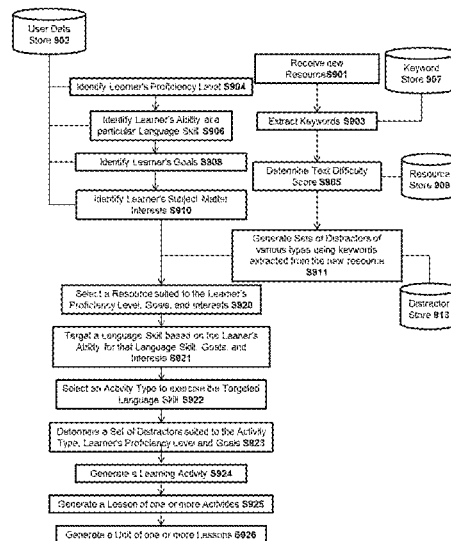 User Data
Store 902
Receive new
Resource S901
Keyword
Store 907
Identify Learner's Proficiency Level S904
Identify Learner's Ability at a
particular Language Skill S906
Extract Keywords S903
Identify Learner's Goals S908
Determine Text Difficulty
Score S905
Resource
Store 909
Identify Learner's Subject Matter
Interests S910
Generate Sets of Distractors of
various types using keywords
extracted from the new resource
S911
Distractor
Store 913
Select a Resource suited to the Learner's
Proficiency Level, Goals, and Interests S920
Target a Language Skill based on the Learner's
Ability for that Language Skill, Goals, and
Interests S921
Select an Activity Type to exercise the Targeted
Language Skill S922
Determine a Set of Distractors suited to the Activity
Type, Learner's Proficiency Level and Goals S923
Generate a Learning Activity S924
Generate a Lesson of one or more Activities S925
Generate a Unit of one or more Lessons S926